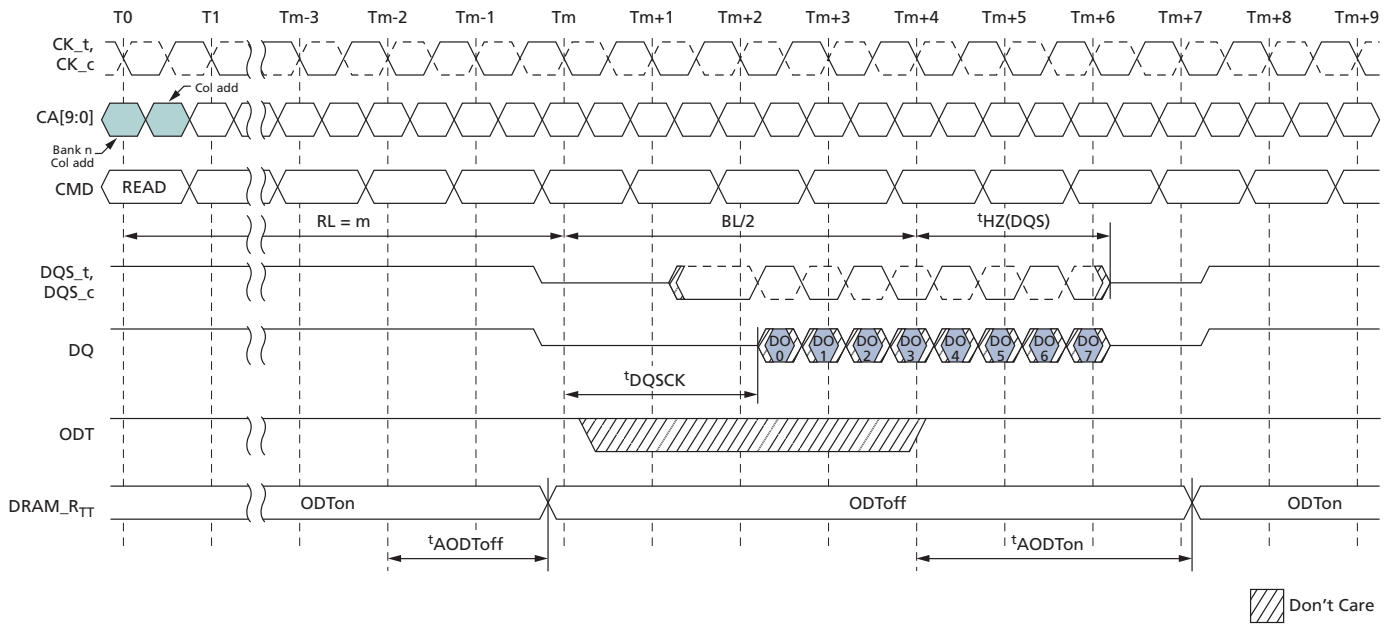 T0 T1 Tm-3 Tm-2 Tm-1 Tm Tm+1 Tm+2 Tm+3 Tm+4 Tm+5 Tm+6 Tm+7 Tm+8 Tm+9
CK_t,
CK_c
Col add
CA[9:0]
Bank n
Col add
CMD READ
RL = m BL/2 tHZ(DQS)
DQS_t,
DQS_c
DQ DO DO DO DO DO DO DO DO
0 1 2 3 4 5 6 7
tDQSCK
ODT
DRAM_RTT ODTon ODToff ODTon
tAODToff tAODTon
Don't Care